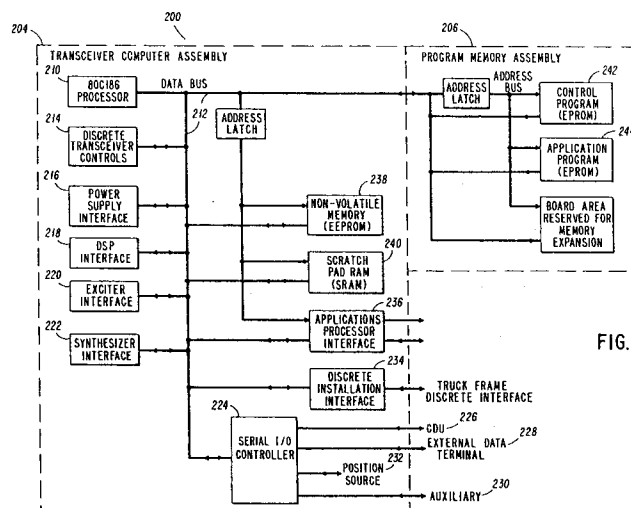 200
204
TRANSCEIVER COMPUTER ASSEMBLY
206
PROGRAM MEMORY ASSEMBLY
210
80C186
PROCESSOR
DATA BUS
212
ADDRESS
LATCH
214
DISCRETE
TRANSCEIVER
CONTROLS
216
POWER
SUPPLY
INTERFACE
218
DSP
INTERFACE
220
EXCITER
INTERFACE
222
SYNTHESIZER
INTERFACE
238
NON-VOLATILE
MEMORY
(EEPROM)
240
SCRATCH
PAD RAM
(SRAM)
236
APPLICATIONS
PROCESSOR
INTERFACE
234
DISCRETE
INSTALLATION
INTERFACE
TRUCK FRAME
DISCRETE INTERFACE
224
SERIAL I/O
CONTROLLER
CDU
226
EXTERNAL DATA
TERMINAL
228
POSITION
SOURCE
232
AUXILIARY
230
ADDRESS
LATCH
ADDRESS
BUS
242
CONTROL
PROGRAM
(EPROM)
244
APPLICATION
PROGRAM
(EPROM)
BOARD AREA
RESERVED FOR
MEMORY
EXPANSION
FIG.